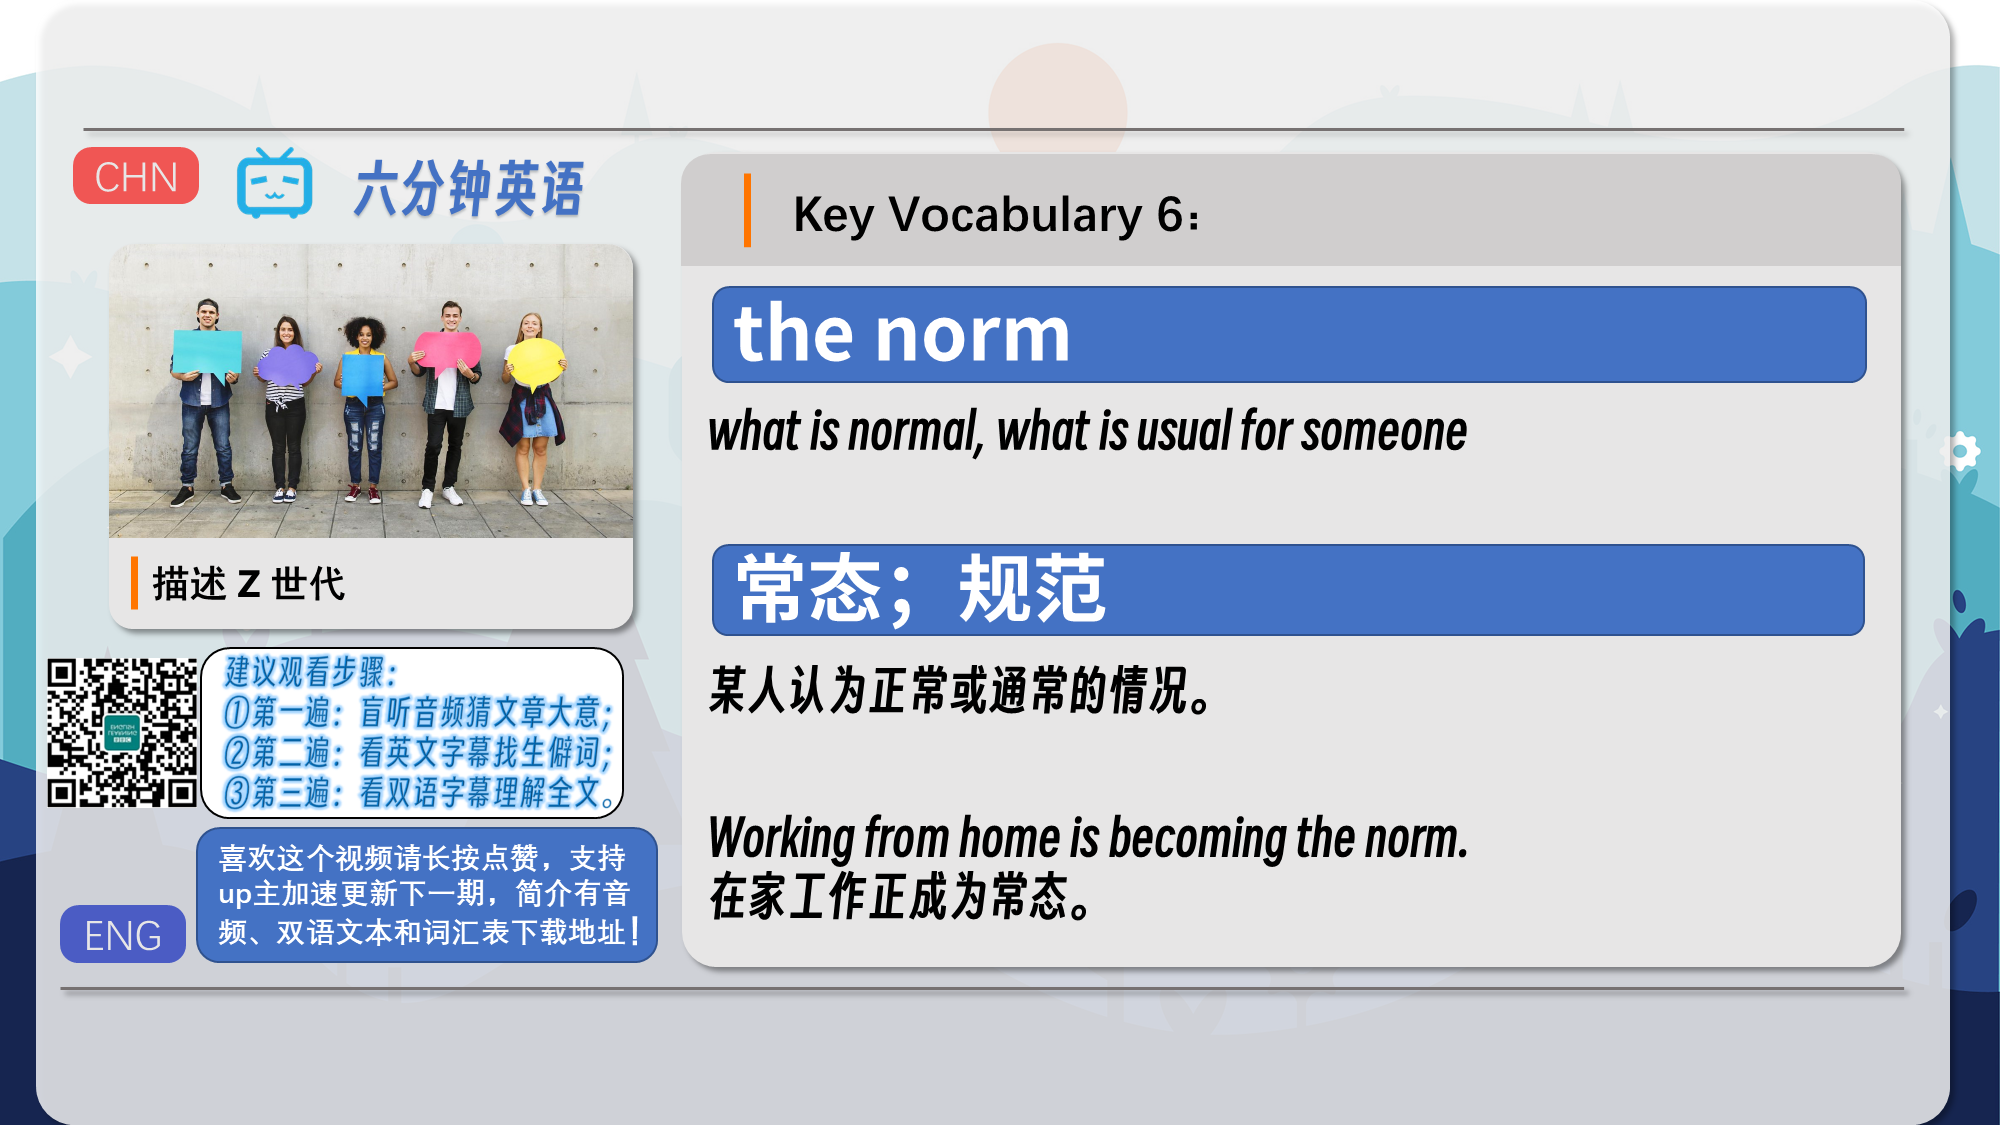 CHN
六分钟英语
描述 Z 世代
建议观看步骤：
①第一遍：盲听音频猜文章大意；
②第二遍：看英文字幕找生僻词；
③第三遍：看双语字幕理解全文。
喜欢这个视频请长按点赞，支持
up主加速更新下一期，简介有音
频、双语文本和词汇表下载地址！
ENG
Key Vocabulary 6：
the norm
what is normal, what is usual for someone
常态；规范
某人认为正常或通常的情况。
Working from home is becoming the norm.
在家工作正成为常态。